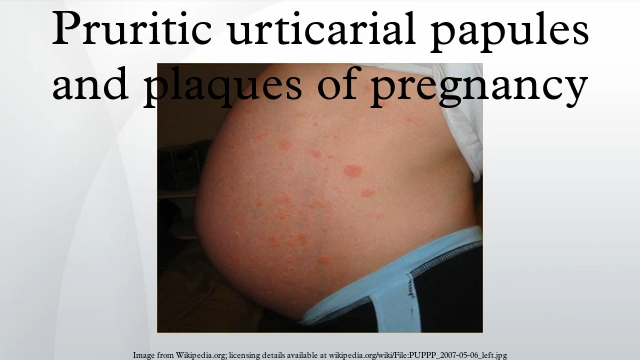 Pruritic urticarial papules
and plaques of pregnancy
Image from Wikipedia.org; licensing details available at wikipedia.org/wiki/File:PUPPP_2007-05-06_left.jpg